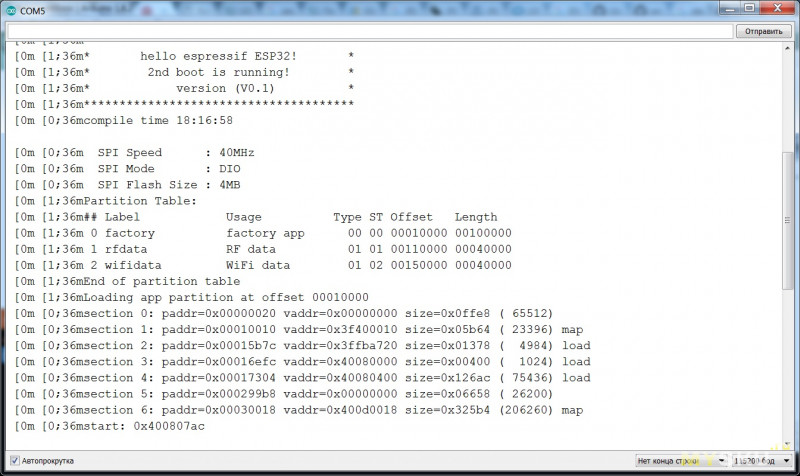 COM5
Отправить
[0m [1;36m*       hello espressif ESP32!       *
[0m [1;36m*        2nd boot is running!        *
[0m [1;36m*            version (V0.1)          *
[0m [1;36m**************************************
[0m [0;36mcompile time 18:16:58
[0m [0;36m  SPI Speed      : 40MHz
[0m [0;36m  SPI Mode       : DIO
[0m [0;36m  SPI Flash Size : 4MB
[0m [1;36mPartition Table:
[0m [1;36m## Label            Usage          Type ST Offset   Length
[0m [1;36m 0 factory          factory app      00 00 00010000 00100000
[0m [1;36m 1 rfdata           RF data          01 01 00110000 00040000
[0m [1;36m 2 wifidata         WiFi data        01 02 00150000 00040000
[0m [1;36mEnd of partition table
[0m [1;36mLoading app partition at offset 00010000
[0m [0;36msection 0: paddr=0x00000020 vaddr=0x00000000 size=0x0ffe8 ( 65512)
[0m [0;36msection 1: paddr=0x00010010 vaddr=0x3f400010 size=0x05b64 ( 23396) map
[0m [0;36msection 2: paddr=0x00015b7c vaddr=0x3ffba720 size=0x01378 (  4984) load
[0m [0;36msection 3: paddr=0x00016efc vaddr=0x40080000 size=0x00400 (  1024) load
[0m [0;36msection 4: paddr=0x00017304 vaddr=0x40080400 size=0x126ac ( 75436) load
[0m [0;36msection 5: paddr=0x000299b8 vaddr=0x00000000 size=0x06658 ( 26200)
[0m [0;36msection 6: paddr=0x00030018 vaddr=0x400d0018 size=0x325b4 (206260) map
[0m [0;36mstart: 0x400807ac
Автопрокрутка
Нет конца строки
115200 бод